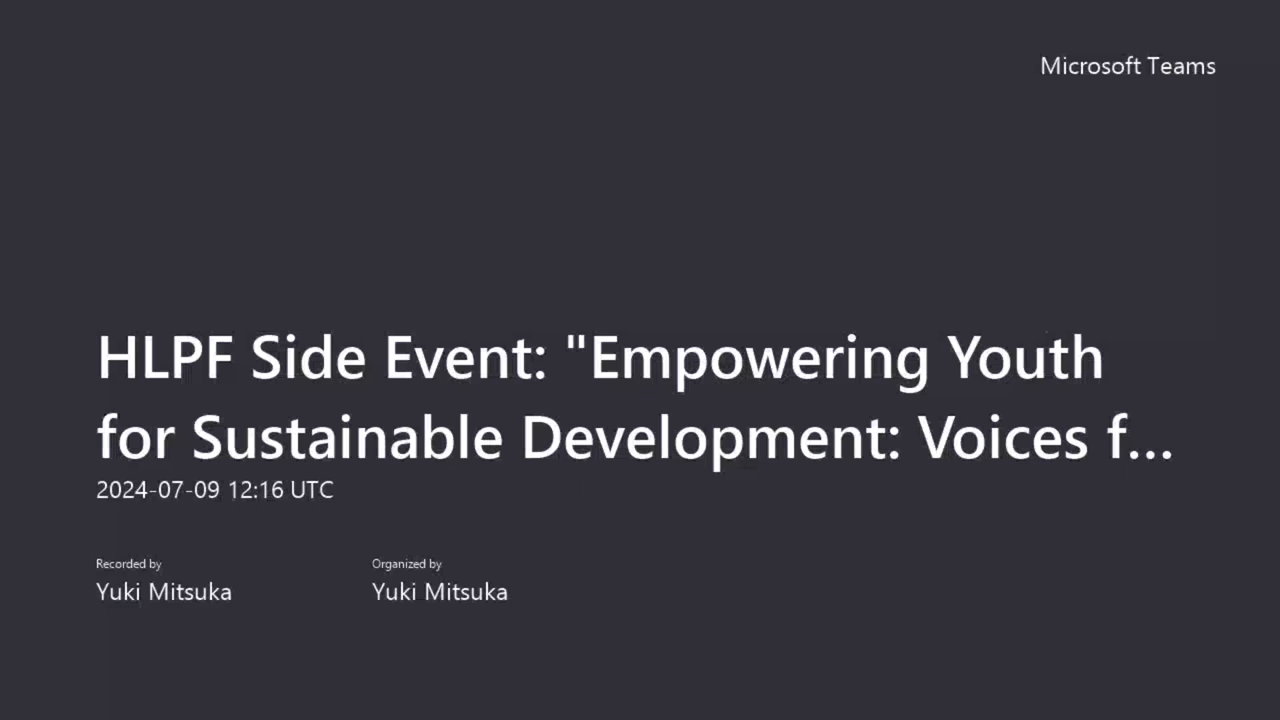 Microsoft Teams
HLPF Side Event: "Empowering Youth
for Sustainable Development: Voices f...
2024-07-09 12:16 UTC
Recorded by
Organized by
Yuki Mitsuka
Yuki Mitsuka